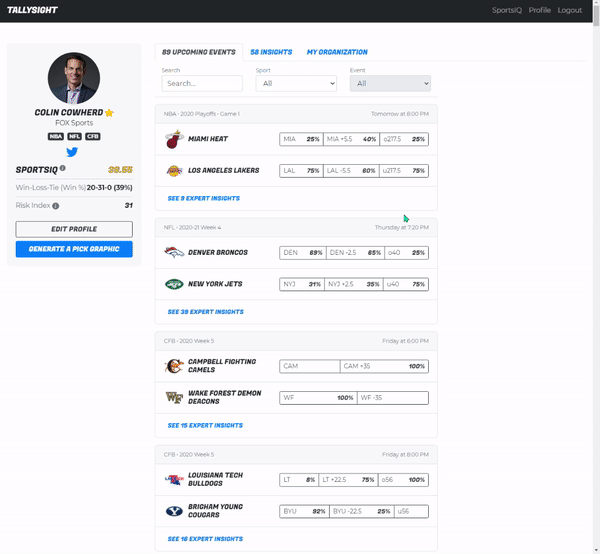 TALLYSIGHT
SportsIQ Profile Logout
COLIN COWHERD
FOX Sports
NBA NFL CFB
SPORTSIQ 38.55
Win-Loss-Tie (Win %) 20-31-0 (39%)
Risk Index 31
EDIT PROFILE
GENERATE A PICK GRAPHIC
89 UPCOMING EVENTS 58 INSIGHTS MY ORGANIZATION
Search Sport Event
Search... All All
NBA - 2020 Playoffs - Game 1 Tomorrow at 6:00 PM
MIAMI HEAT MIA 25% MIA +5.5 40% o217.5 25%
LOS ANGELES LAKERS LAL 75% LAL -5.5 60% u217.5 75%
SEE 9 EXPERT INSIGHTS
NFL - 2020-21 Week 4 Thursday at 7:20 PM
DENVER BRONCOS DEN 69% DEN -2.5 65% o40 25%
NEW YORK JETS NYJ 31% NYJ +2.5 35% u40 75%
SEE 39 EXPERT INSIGHTS
CFB - 2020 Week 5 Friday at 6:00 PM
CAMPBELL FIGHTING CAMELS CAM CAM +35 100%
WAKE FOREST DEMON DEACONS WF 100% WF -35
SEE 15 EXPERT INSIGHTS
CFB - 2020 Week 5 Friday at 8:00 PM
LOUISIANA TECH BULLDOGS LT 8% LT +22.5 75% o56 100%
BRIGHAM YOUNG COUGARS BYU 92% BYU -22.5 25% u56
SEE 16 EXPERT INSIGHTS